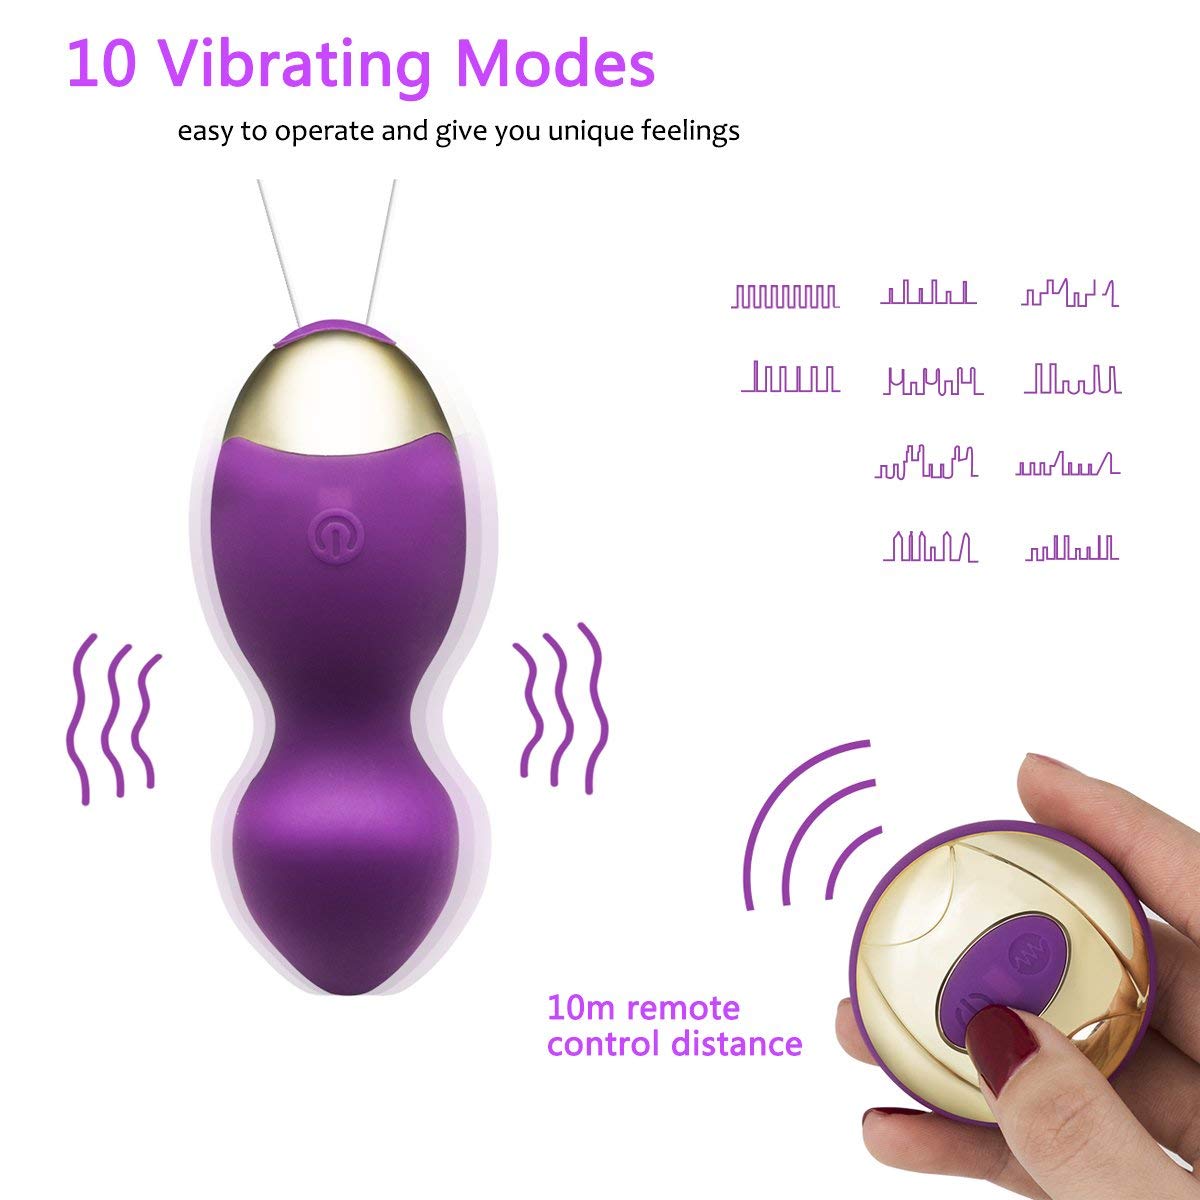 10 Vibrating Modes
easy to operate and give you unique feelings
10m remote
control distance